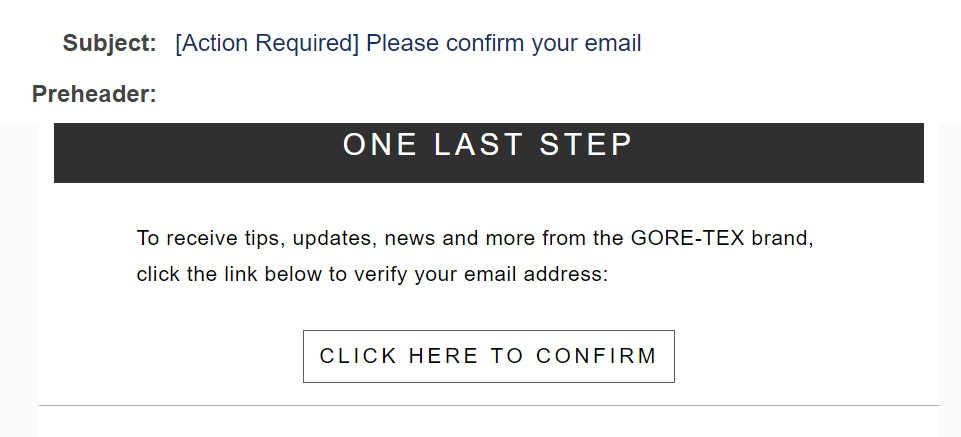 Subject: [Action Required] Please confirm your email
Preheader:
ONE LAST STEP
To receive tips, updates, news and more from the GORE-TEX brand,
click the link below to verify your email address:
CLICK HERE TO CONFIRM